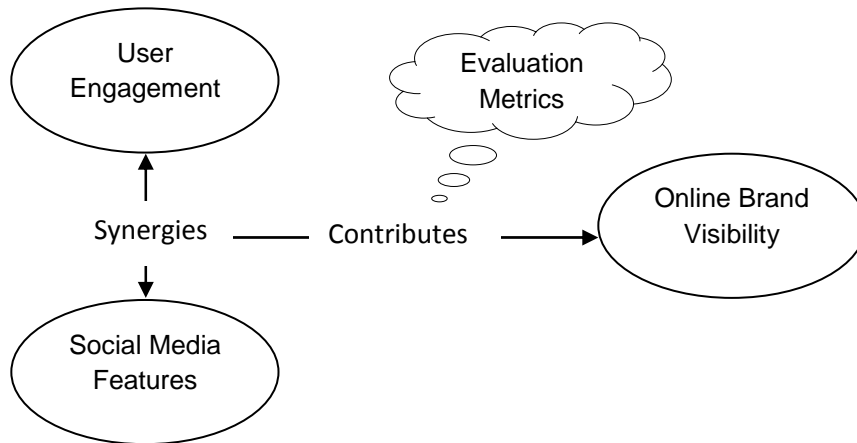 User
Engagement
Evaluation
Metrics
Online Brand
Visibility
Synergies
Contributes
Social Media
Features